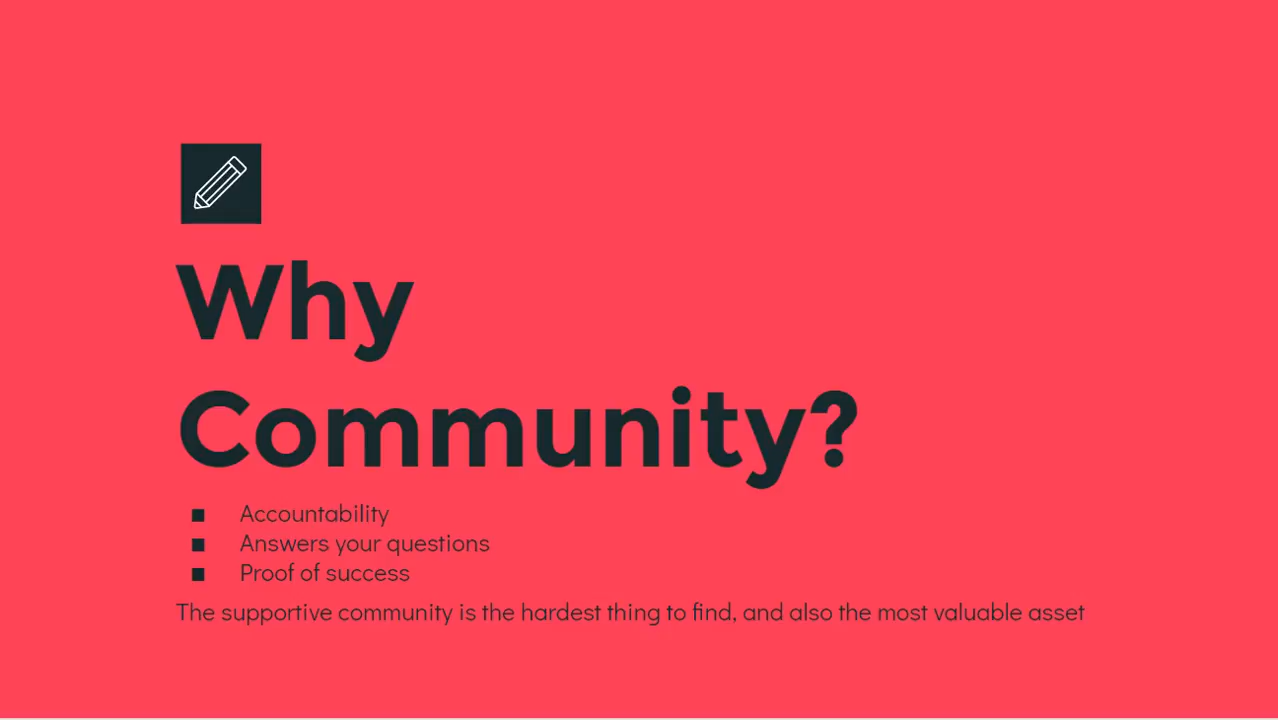 Why
Community?
■ Accountability
■ Answers your questions
■ Proof of success
The supportive community is the hardest thing to find, and also the most valuable asset